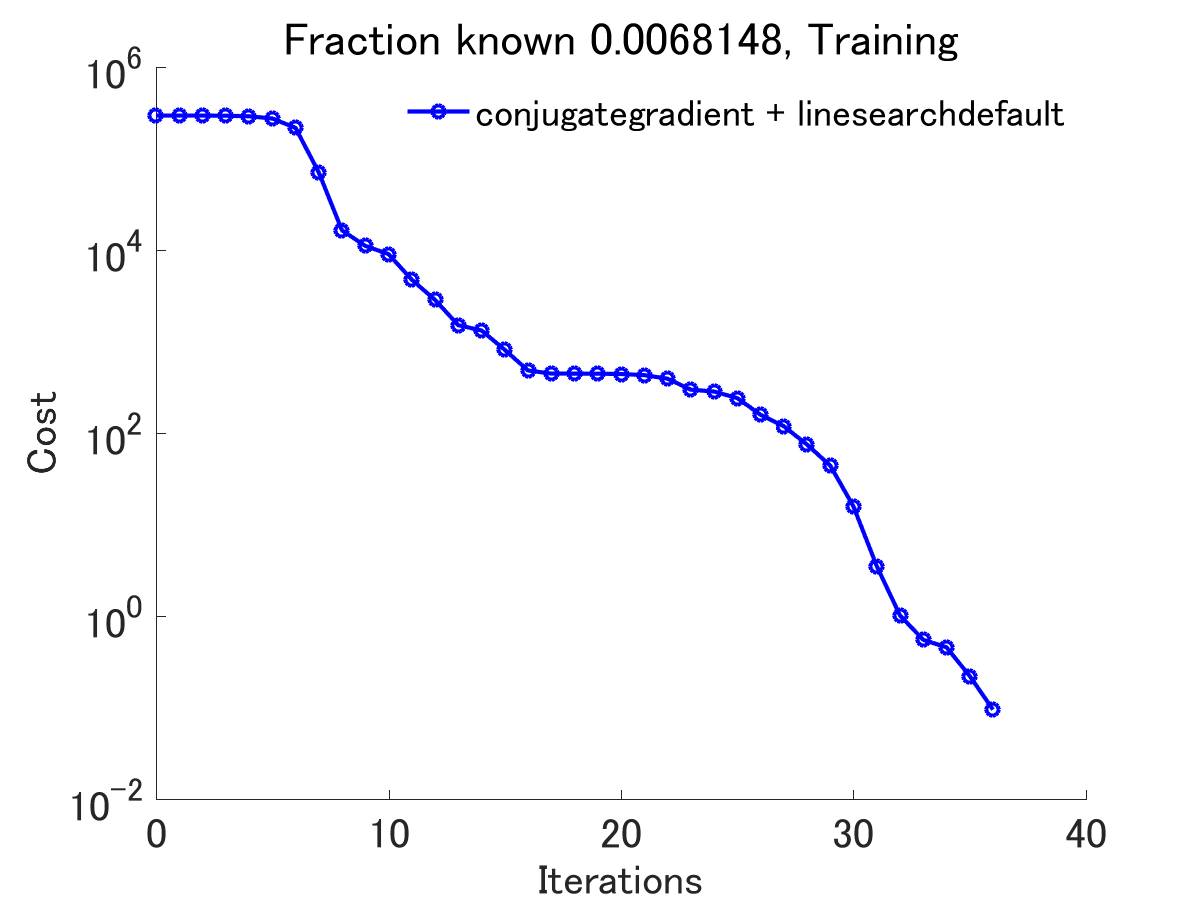 Fraction known 0.0068148, Training
conjugategradient + linesearchdefault
Cost
10^6
10^4
10^2
10^0
10^-2
0 10 20 30 40
Iterations